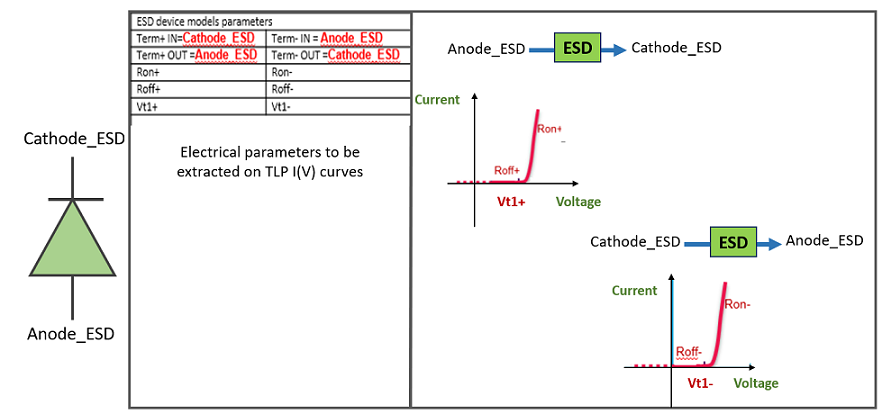 ESD device models parameters
Term+ IN=Cathode_ESD Term- IN = Anode_ESD
Term+ OUT =Anode_ESD Term- OUT =Cathode_ESD
Ron+ Ron-
Roff+ Roff-
Vt1+ Vt1-
Electrical parameters to be
extracted on TLP I(V) curves
Cathode_ESD
Anode_ESD
Anode_ESD ESD Cathode_ESD
Current
Ron+
Roff+
Vt1+ Voltage
Cathode_ESD ESD Anode_ESD
Current
Ron-
Roff-
Vt1- Voltage